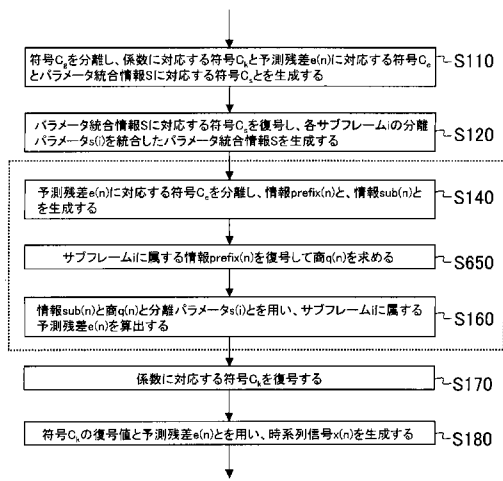 符号Cgを分離し、係数に対応する符号Ckと予測残差e(n)に対応する符号Ce
とパラメータ統合情報Sに対応する符号Csとを生成する
S110
パラメータ統合情報Sに対応する符号Csを復号し、各サブフレームiの分離
パラメータs(i)を統合したパラメータ統合情報Sを生成する
S120
予測残差e(n)に対応する符号Ceを分離し、情報prefix(n)と、情報sub(n)と
を生成する
S140
サブフレームiに属する情報prefix(n)を復号して商q(n)を求める
S650
情報sub(n)と商q(n)と分離パラメータs(i)とを用い、サブフレームiに属する
予測残差e(n)を算出する
S160
係数に対応する符号Ckを復号する
S170
符号Ckの復号値と予測残差e(n)とを用い、時系列信号x(n)を生成する
S180